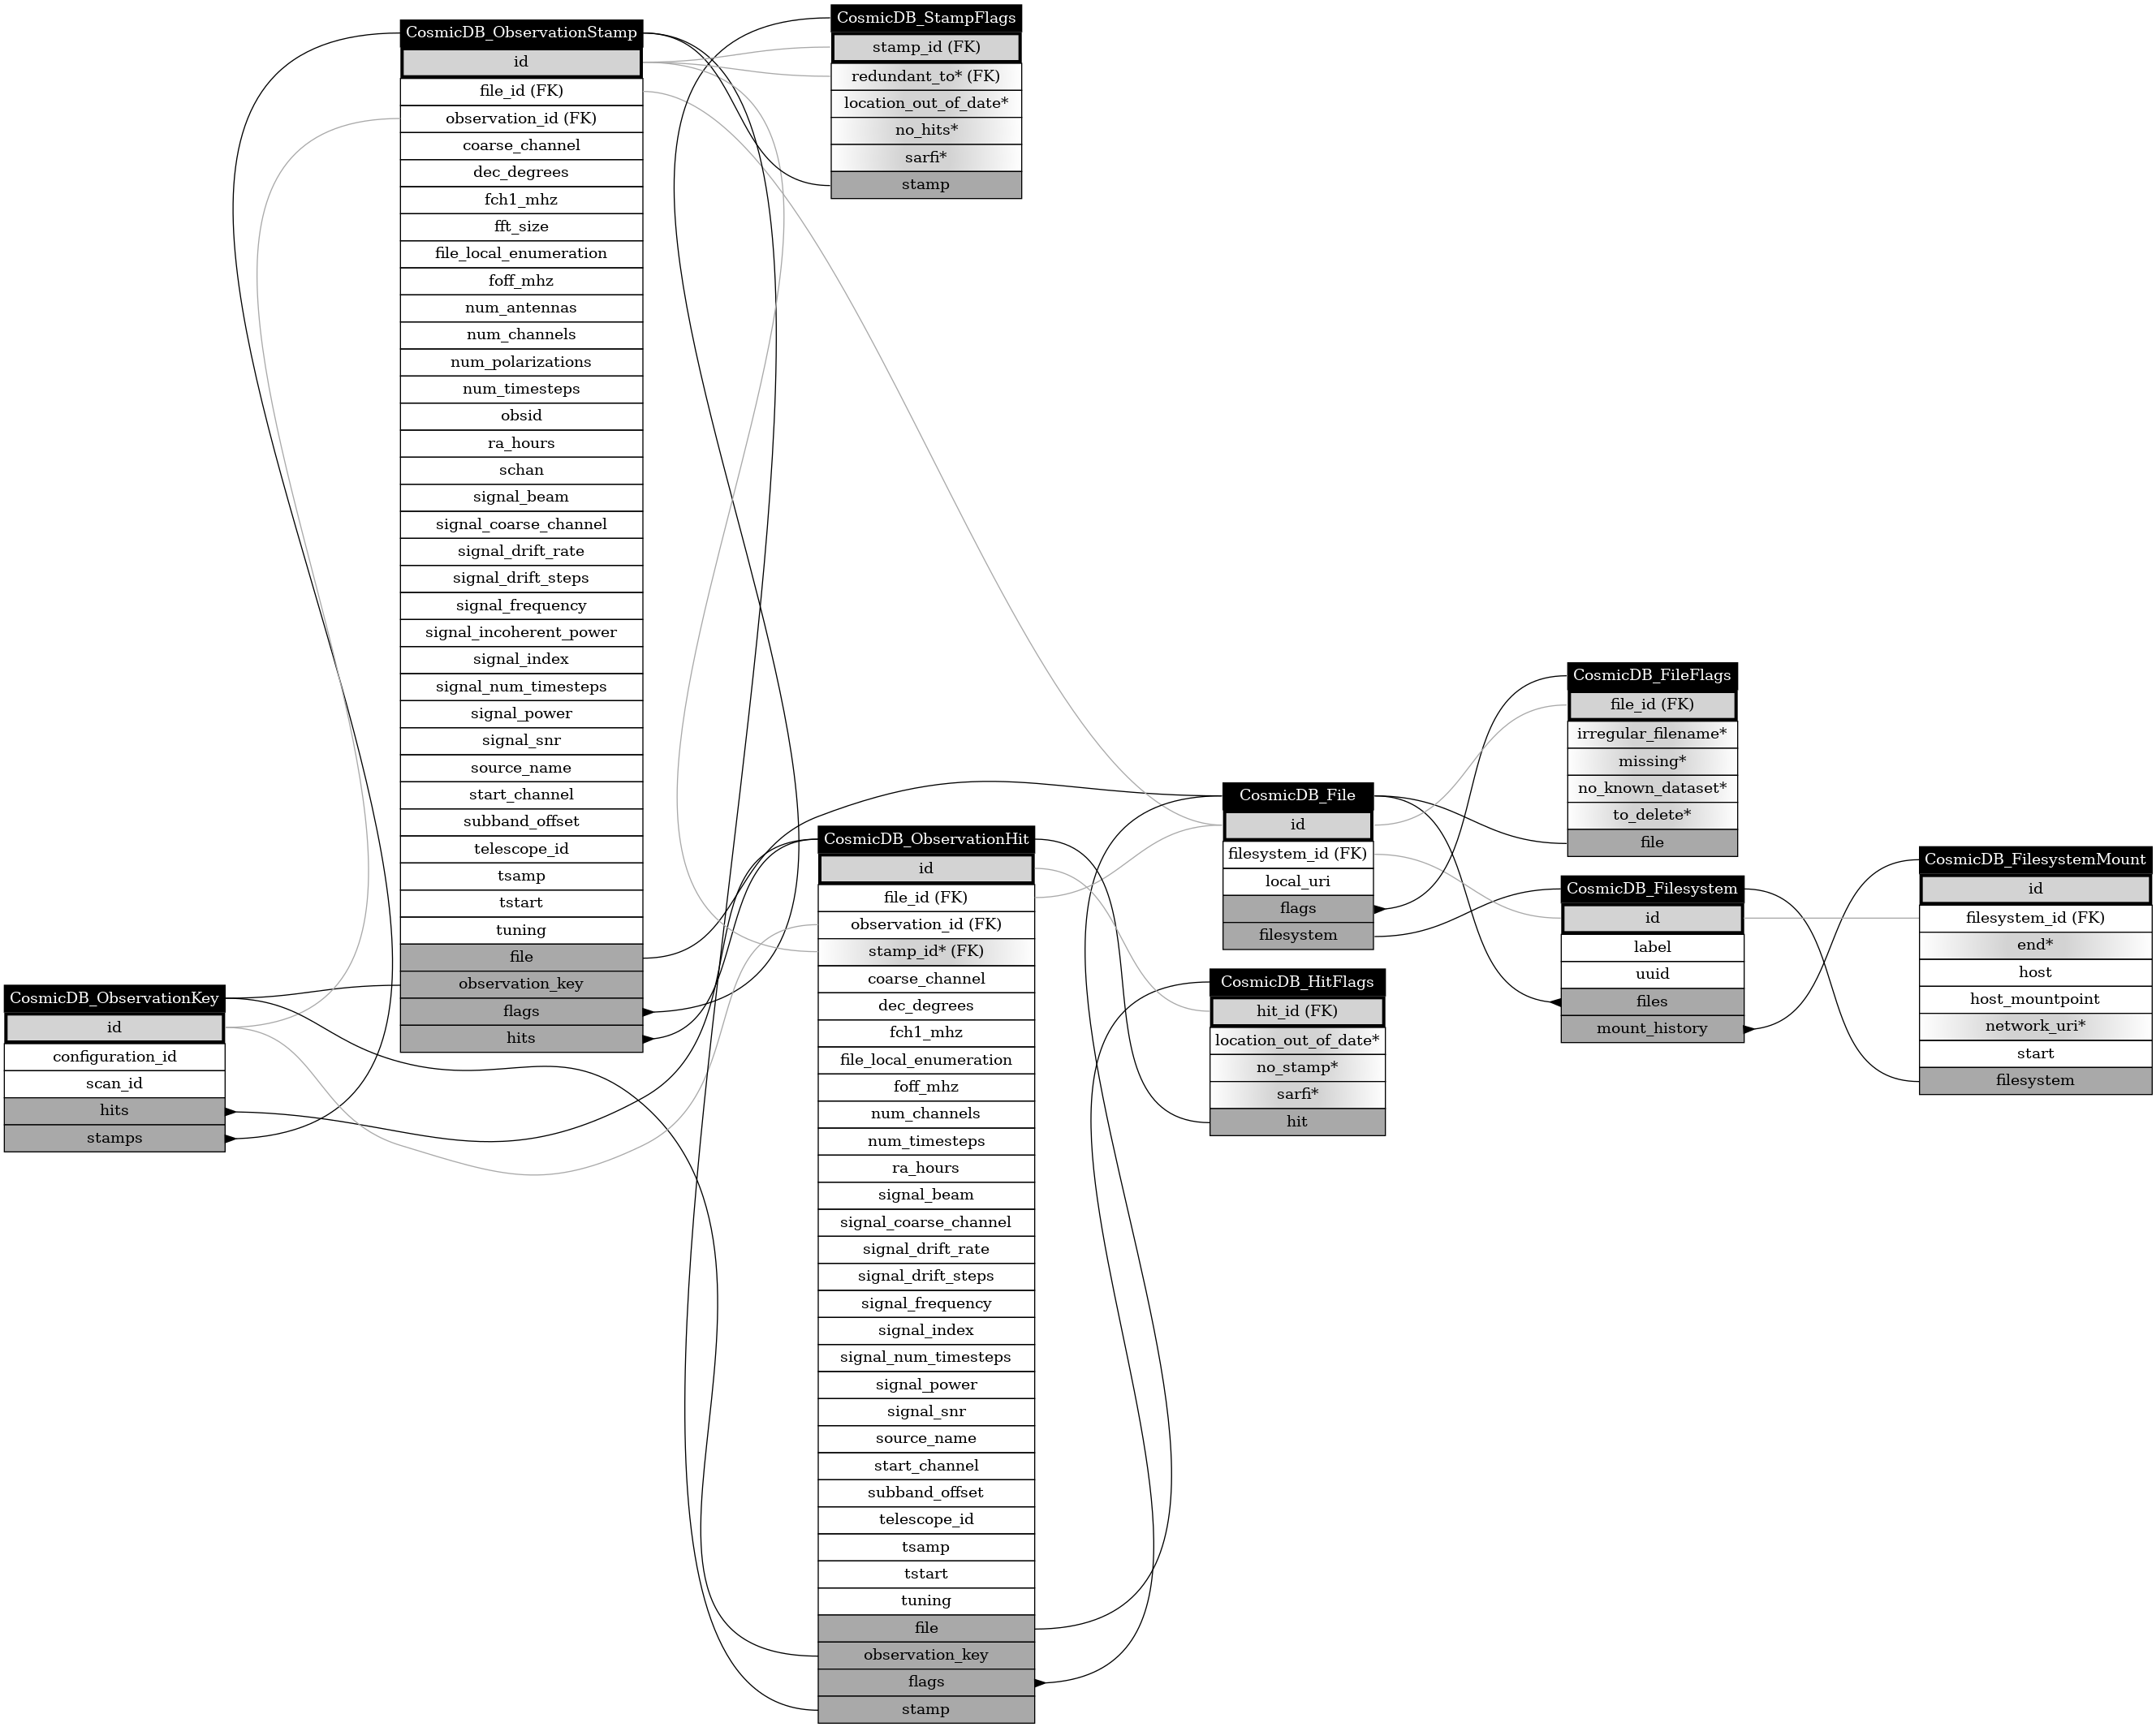 CosmicDB_ObservationStamp
id
file_id (FK)
observation_id (FK)
coarse_channel
dec_degrees
fch1_mhz
fft_size
file_local_enumeration
foff_mhz
num_antennas
num_channels
num_polarizations
num_timesteps
obsid
ra_hours
schan
signal_beam
signal_coarse_channel
signal_drift_rate
signal_drift_steps
signal_frequency
signal_incoherent_power
signal_index
signal_num_timesteps
signal_power
signal_snr
source_name
start_channel
subband_offset
telescope_id
tsamp
tstart
tuning
file
observation_key
flags
hits
CosmicDB_StampFlags
stamp_id (FK)
redundant_to* (FK)
location_out_of_date*
no_hits*
sarfi*
stamp
CosmicDB_ObservationKey
id
configuration_id
scan_id
hits
stamps
CosmicDB_ObservationHit
id
file_id (FK)
observation_id (FK)
stamp_id* (FK)
coarse_channel
dec_degrees
fch1_mhz
file_local_enumeration
foff_mhz
num_channels
num_timesteps
ra_hours
signal_beam
signal_coarse_channel
signal_drift_rate
signal_drift_steps
signal_frequency
signal_index
signal_num_timesteps
signal_power
signal_snr
source_name
start_channel
subband_offset
telescope_id
tsamp
tstart
tuning
file
observation_key
flags
stamp
CosmicDB_File
id
filesystem_id (FK)
local_uri
flags
filesystem
CosmicDB_HitFlags
hit_id (FK)
location_out_of_date*
no_stamp*
sarfi*
hit
CosmicDB_FileFlags
file_id (FK)
irregular_filename*
missing*
no_known_dataset*
to_delete*
file
CosmicDB_Filesystem
id
label
uuid
files
mount_history
CosmicDB_FilesystemMount
id
filesystem_id (FK)
end*
host
host_mountpoint
network_uri*
start
filesystem